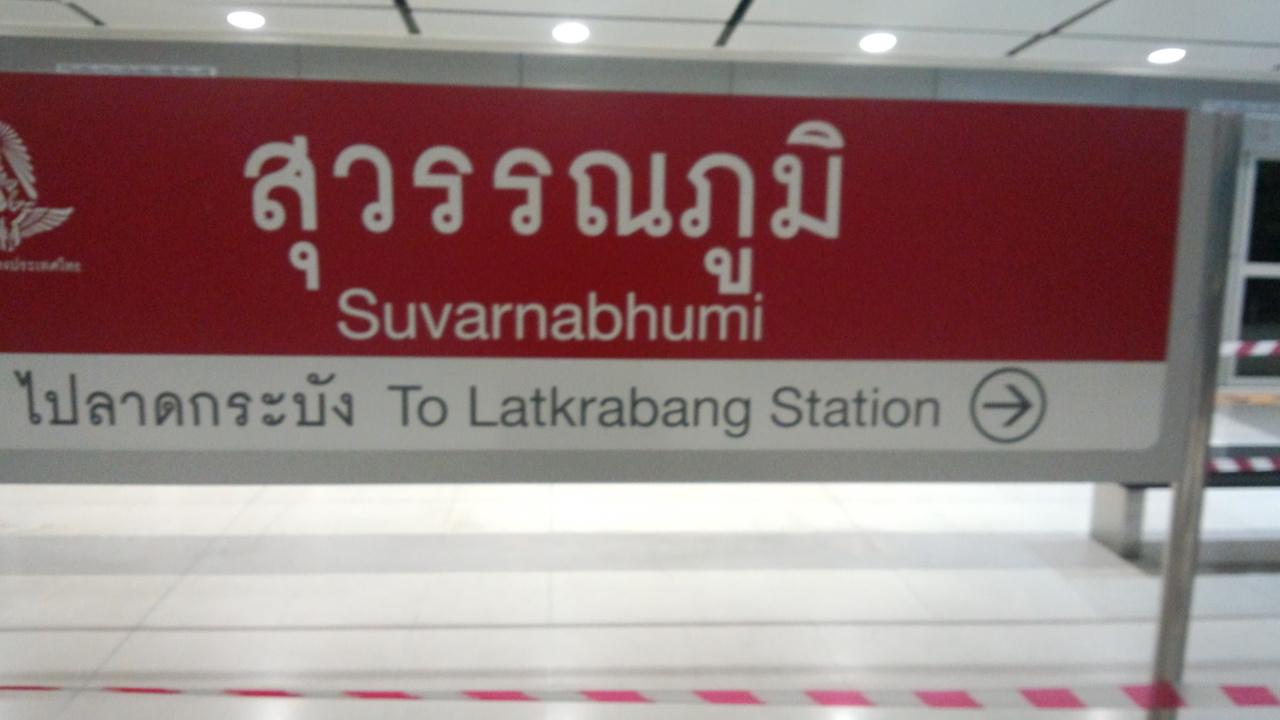 สุวรรณภูมิ
Suvarnabhumi
ไปลาดกระบัง To Latkrabang Station